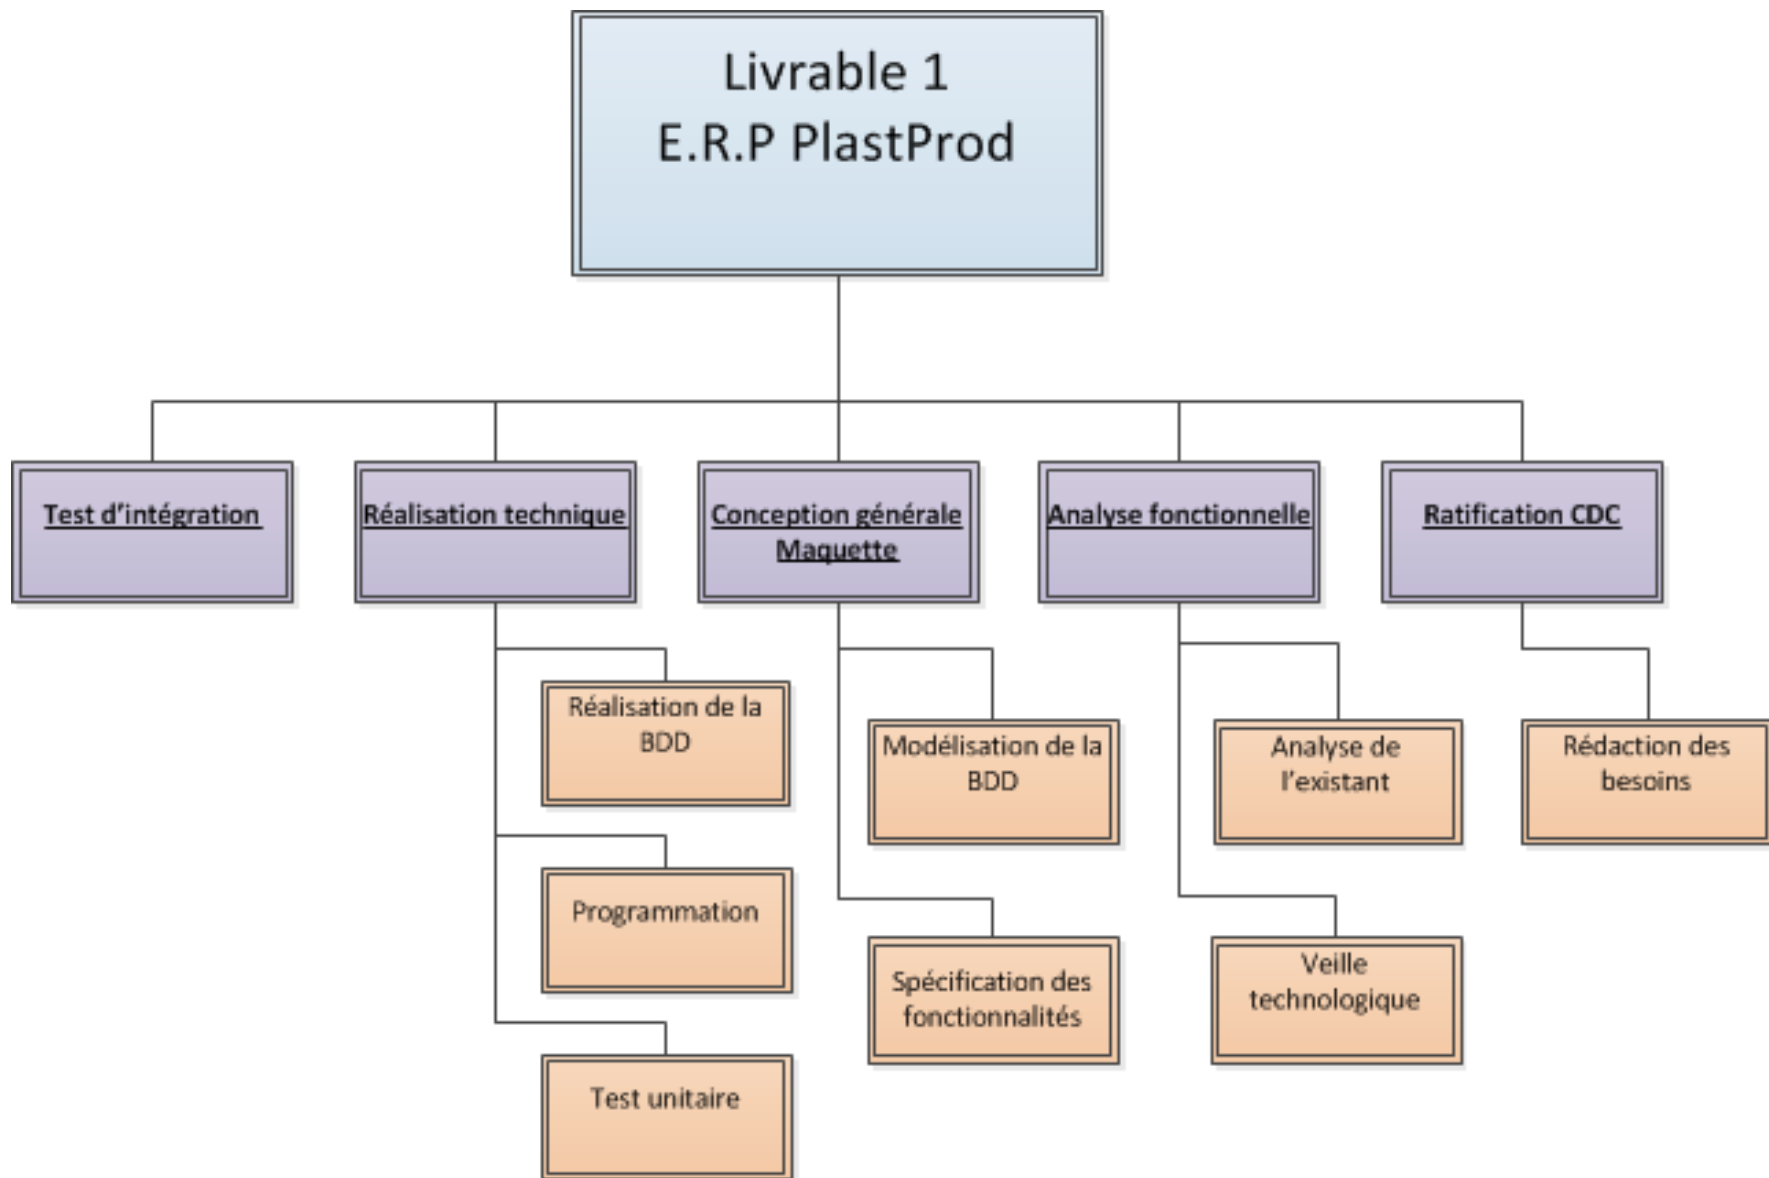 Livrable 1
E.R.P PlastProd
Test d'intégration
Réalisation technique
Conception générale
Maquette
Analyse fonctionnelle
Ratification CDC
Réalisation de la
BDD
Programmation
Test unitaire
Modélisation de la
BDD
Spécification des
fonctionnalités
Analyse de
l'existant
Veille
technologique
Rédaction des
besoins